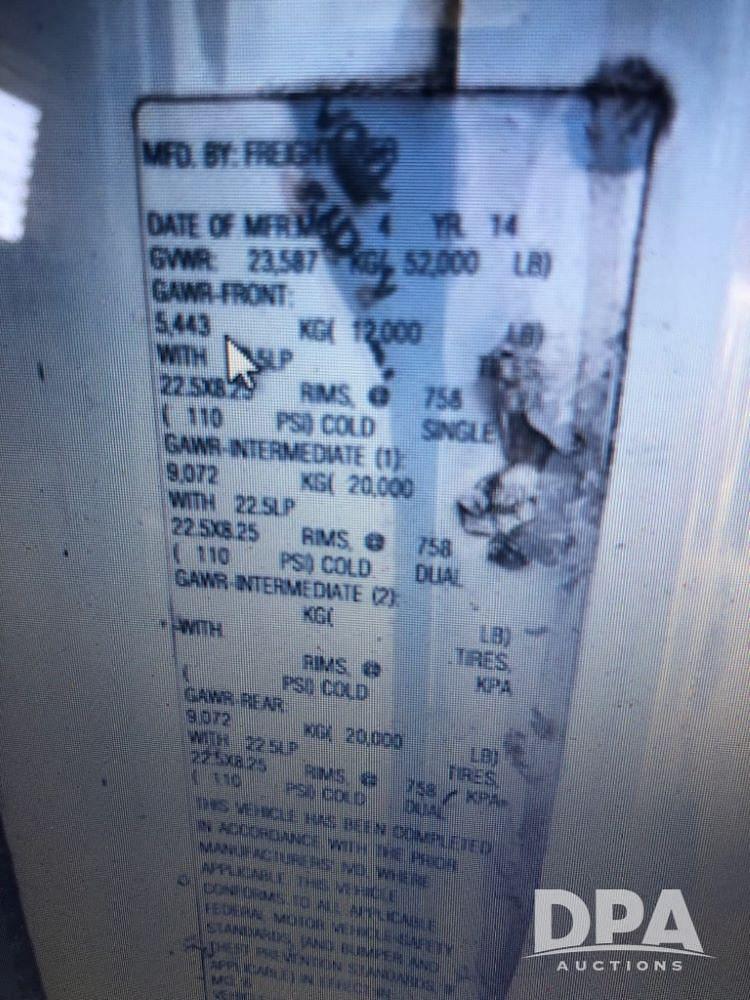 MFD. BY: FREIGH
DATE OF MFR 4 YR. 14
GVWR: 23,587 KG( 52,000 LB)
GAWR-FRONT:
5,443 KG( 12,000 LB)
WITH TIRES,
22.5X8.25 RIMS, @ 758
( 110 PSI) COLD SINGLE
GAWR-INTERMEDIATE (1):
9,072 KG( 20,000
WITH 22.5LP
22.5X8.25 RIMS, @ 758
( 110 PSI) COLD DUAL
GAWR-INTERMEDIATE (2):
KG( LB)
WITH TIRES,
RIMS, @ KPA
( PSI) COLD
GAWR-REAR:
9,072 KG( 20,000 LB)
WITH 22.5LP TIRES,
22.5X8.25 RIMS, @ 758 KPA
( 110 PSI) COLD DUAL
THIS VEHICLE HAS BEEN COMPLETED
IN ACCORDANCE WITH THE PRIOR
MANUFACTURERS' IVD, WHERE
APPLICABLE. THIS VEHICLE
CONFORMS TO ALL APPLICABLE
FEDERAL MOTOR VEHICLE SAFETY
STANDARDS, (AND BUMPER AND
THEFT PREVENTION STANDARDS, IF
APPLICABLE) IN EFFECT IN
DPA
AUCTIONS